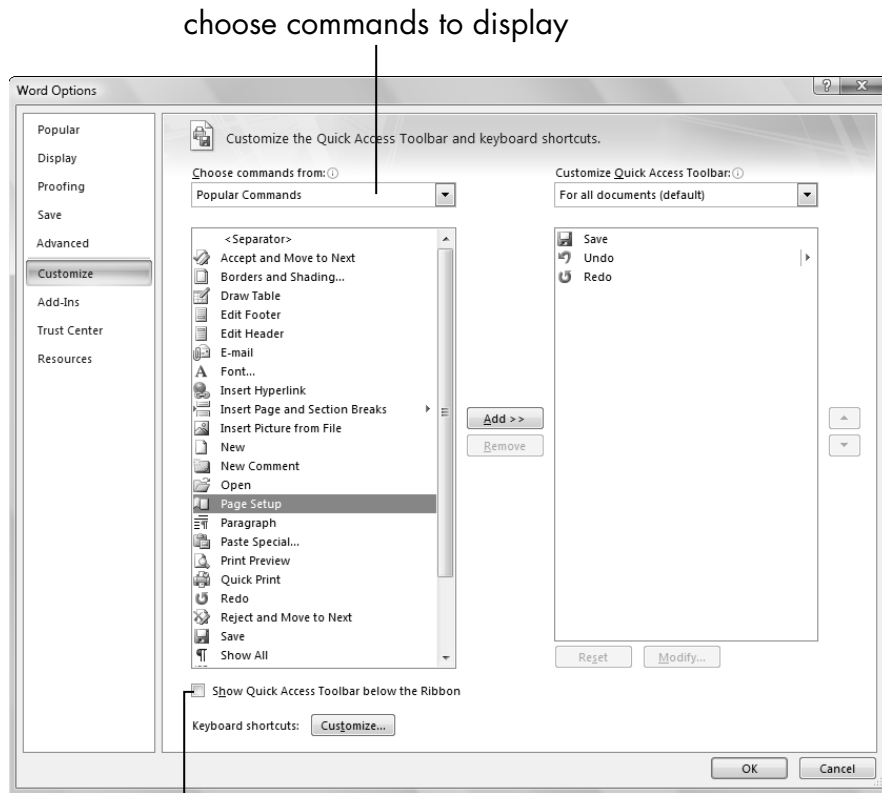 choose commands to display
Word Options
Popular
Display
Proofing
Save
Advanced
Customize
Add-Ins
Trust Center
Resources
Customize the Quick Access Toolbar and keyboard shortcuts.
Choose commands from:
Popular Commands
<Separator>
Accept and Move to Next
Borders and Shading...
Draw Table
Edit Footer
Edit Header
E-mail
Font...
Insert Hyperlink
Insert Page and Section Breaks
Insert Picture from File
New
New Comment
Open
Page Setup
Paragraph
Paste Special...
Print Preview
Quick Print
Redo
Reject and Move to Next
Save
Show All
Add >>
Remove
Customize Quick Access Toolbar:
For all documents (default)
Save
Undo
Redo
Reset
Modify...
Show Quick Access Toolbar below the Ribbon
Keyboard shortcuts: Customize...
OK
Cancel